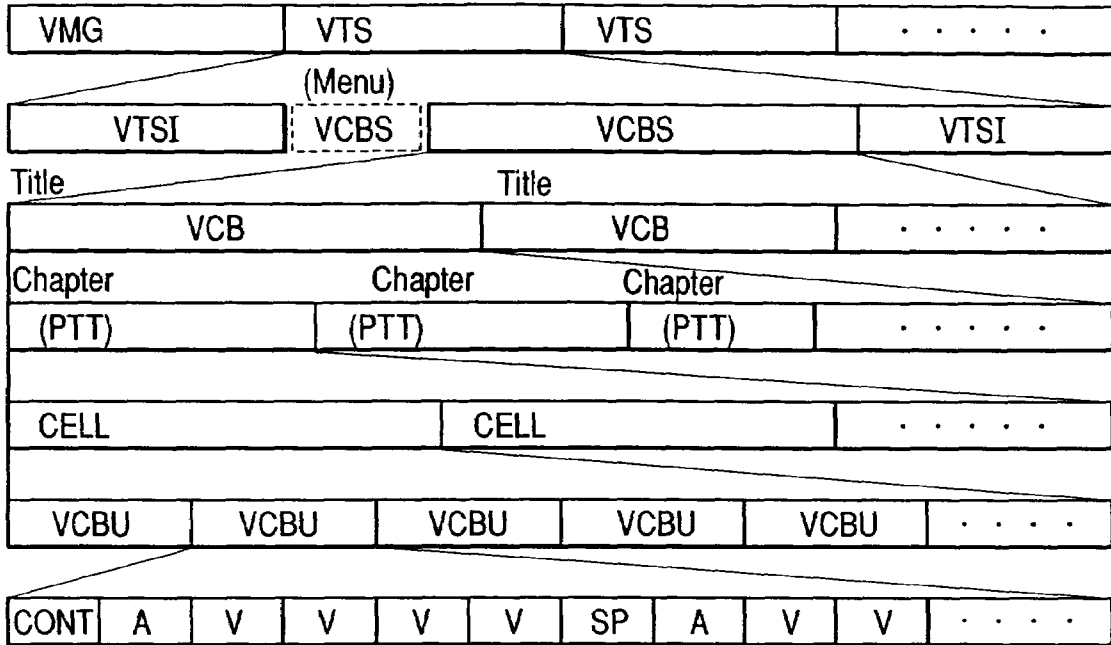 VMG VTS VTS . . . . .
(Menu)
VTSI VCBS VCBS VTSI
Title Title
VCB VCB . . . . .
Chapter Chapter Chapter
(PTT) (PTT) (PTT) . . . . .
CELL CELL . . . . .
VCBU VCBU VCBU VCBU VCBU . . . .
CONT A V V V V SP A V V . . . .